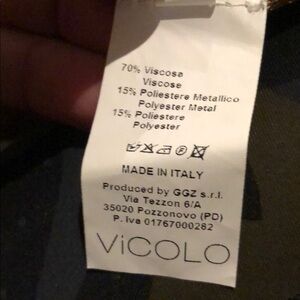 70% Viscosa
Viscose
15% Poliestere Metallico
Polyester Metal
15% Poliestere
Polyester
MADE IN ITALY
Produced by GGZ s.r.l.
Via Tezzon 6/A
35020 Pozzonovo (PD)
P. Iva 01767000282
ViCOLO